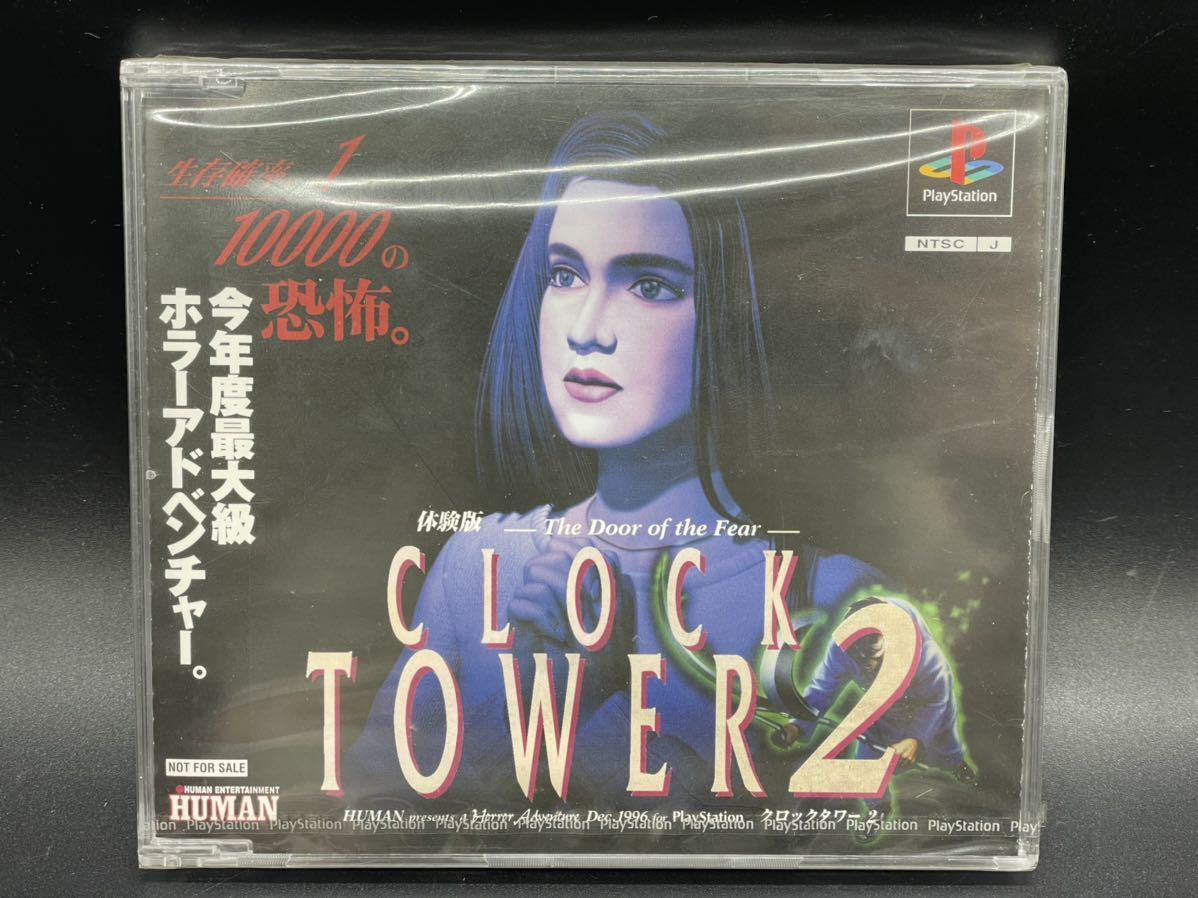 生存確率 1
10000の
恐怖。
今年度最大級
ホラーアドベンチャー。
PlayStation
NTSC J
体験版 — The Door of the Fear —
CLOCK
TOWER 2
NOT FOR SALE
HUMAN ENTERTAINMENT
HUMAN
HUMAN presents a Horror Adventure Dec 1996 for PlayStation クロックタワー 2
PlayStation PlayStation PlayStation PlayStation PlayStation PlayStation PlayStation PlayStation PlayStation PlayStation PlaySt